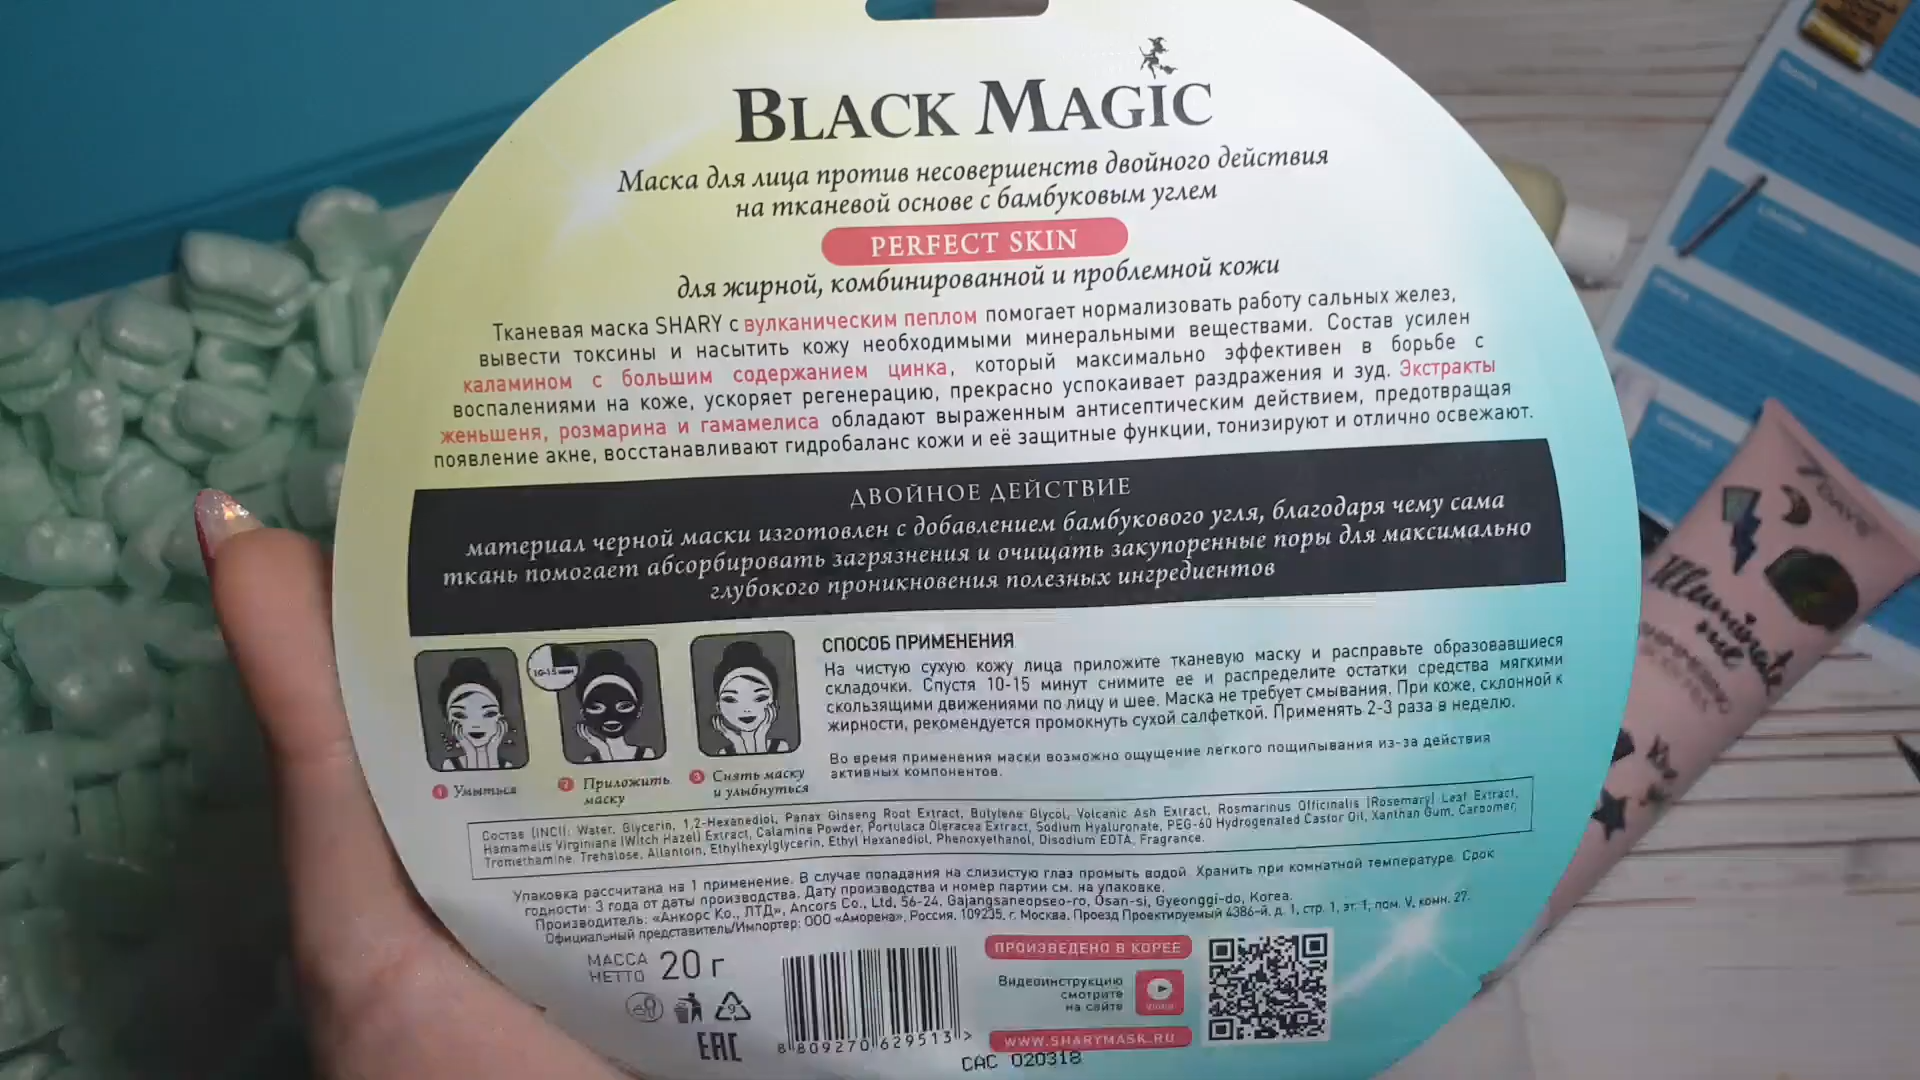 BLACK MAGIC
Маска для лица против несовершенств двойного действия
на тканевой основе с бамбуковым углем
PERFECT SKIN
для жирной, комбинированной и проблемной кожи
Тканевая маска SHARY с вулканическим пеплом помогает нормализовать работу сальных желез,
вывести токсины и насытить кожу необходимыми минеральными веществами. Состав усилен
каламином с большим содержанием цинка, который максимально эффективен в борьбе с
воспалениями на коже, ускоряет регенерацию, прекрасно успокаивает раздражения и зуд. Экстракты
женьшеня, розмарина и гамамелиса обладают выраженным антисептическим действием, предотвращая
появление акне, восстанавливают гидробаланс кожи и её защитные функции, тонизируют и отлично освежают.
ДВОЙНОЕ ДЕЙСТВИЕ
материал черной маски изготовлен с добавлением бамбукового угля, благодаря чему сама
ткань помогает абсорбировать загрязнения и очищать закупоренные поры для максимально
глубокого проникновения полезных ингредиентов
10-15 мин
1 Умыться
2 Приложить
маску
3 Снять маску
и улыбнуться
СПОСОБ ПРИМЕНЕНИЯ
На чистую сухую кожу лица приложите тканевую маску и расправьте образовавшиеся
складочки. Спустя 10-15 минут снимите ее и распределите остатки средства мягкими
скользящими движениями по лицу и шее. Маска не требует смывания. При коже, склонной к
жирности, рекомендуется промокнуть сухой салфеткой. Применять 2-3 раза в неделю.
Во время применения маски возможно ощущение легкого пощипывания из-за действия
активных компонентов.
Состав (INCI): Water, Glycerin, 1,2-Hexanediol, Panax Ginseng Root Extract, Butylene Glycol, Volcanic Ash Extract, Rosmarinus Officinalis (Rosemary) Leaf Extract,
Hamamelis Virginiana (Witch Hazel) Extract, Calamine Powder, Portulaca Oleracea Extract, Sodium Hyaluronate, PEG-60 Hydrogenated Castor Oil, Xanthan Gum, Carbomer,
Tromethamine, Trehalose, Allantoin, Ethylhexylglycerin, Ethyl Hexanediol, Phenoxyethanol, Disodium EDTA, Fragrance.
Упаковка рассчитана на 1 применение. В случае попадания на слизистую глаз промыть водой. Хранить при комнатной температуре. Срок
годности: 3 года от даты производства. Дату производства и номер партии см. на упаковке.
Производитель: «Анкорс Ко., ЛТД», Ancors Co., Ltd, 56-24, Gajangsaneopseo-ro, Osan-si, Gyeonggi-do, Korea.
Официальный представитель/Импортер: ООО «Аморена», Россия, 109235, г. Москва, Проезд Проектируемый 4386-й, д. 1, стр. 1, эт. 1, пом. V, комн. 27.
МАССА
НЕТТО 20 г
EAC
8 809270 629513 >
ПРОИЗВЕДЕНО В КОРЕЕ
Видеоинструкцию
смотрите
на сайте
WWW.SHARYMASK.RU
CAC 020318
7DAYS
Illuminate
me